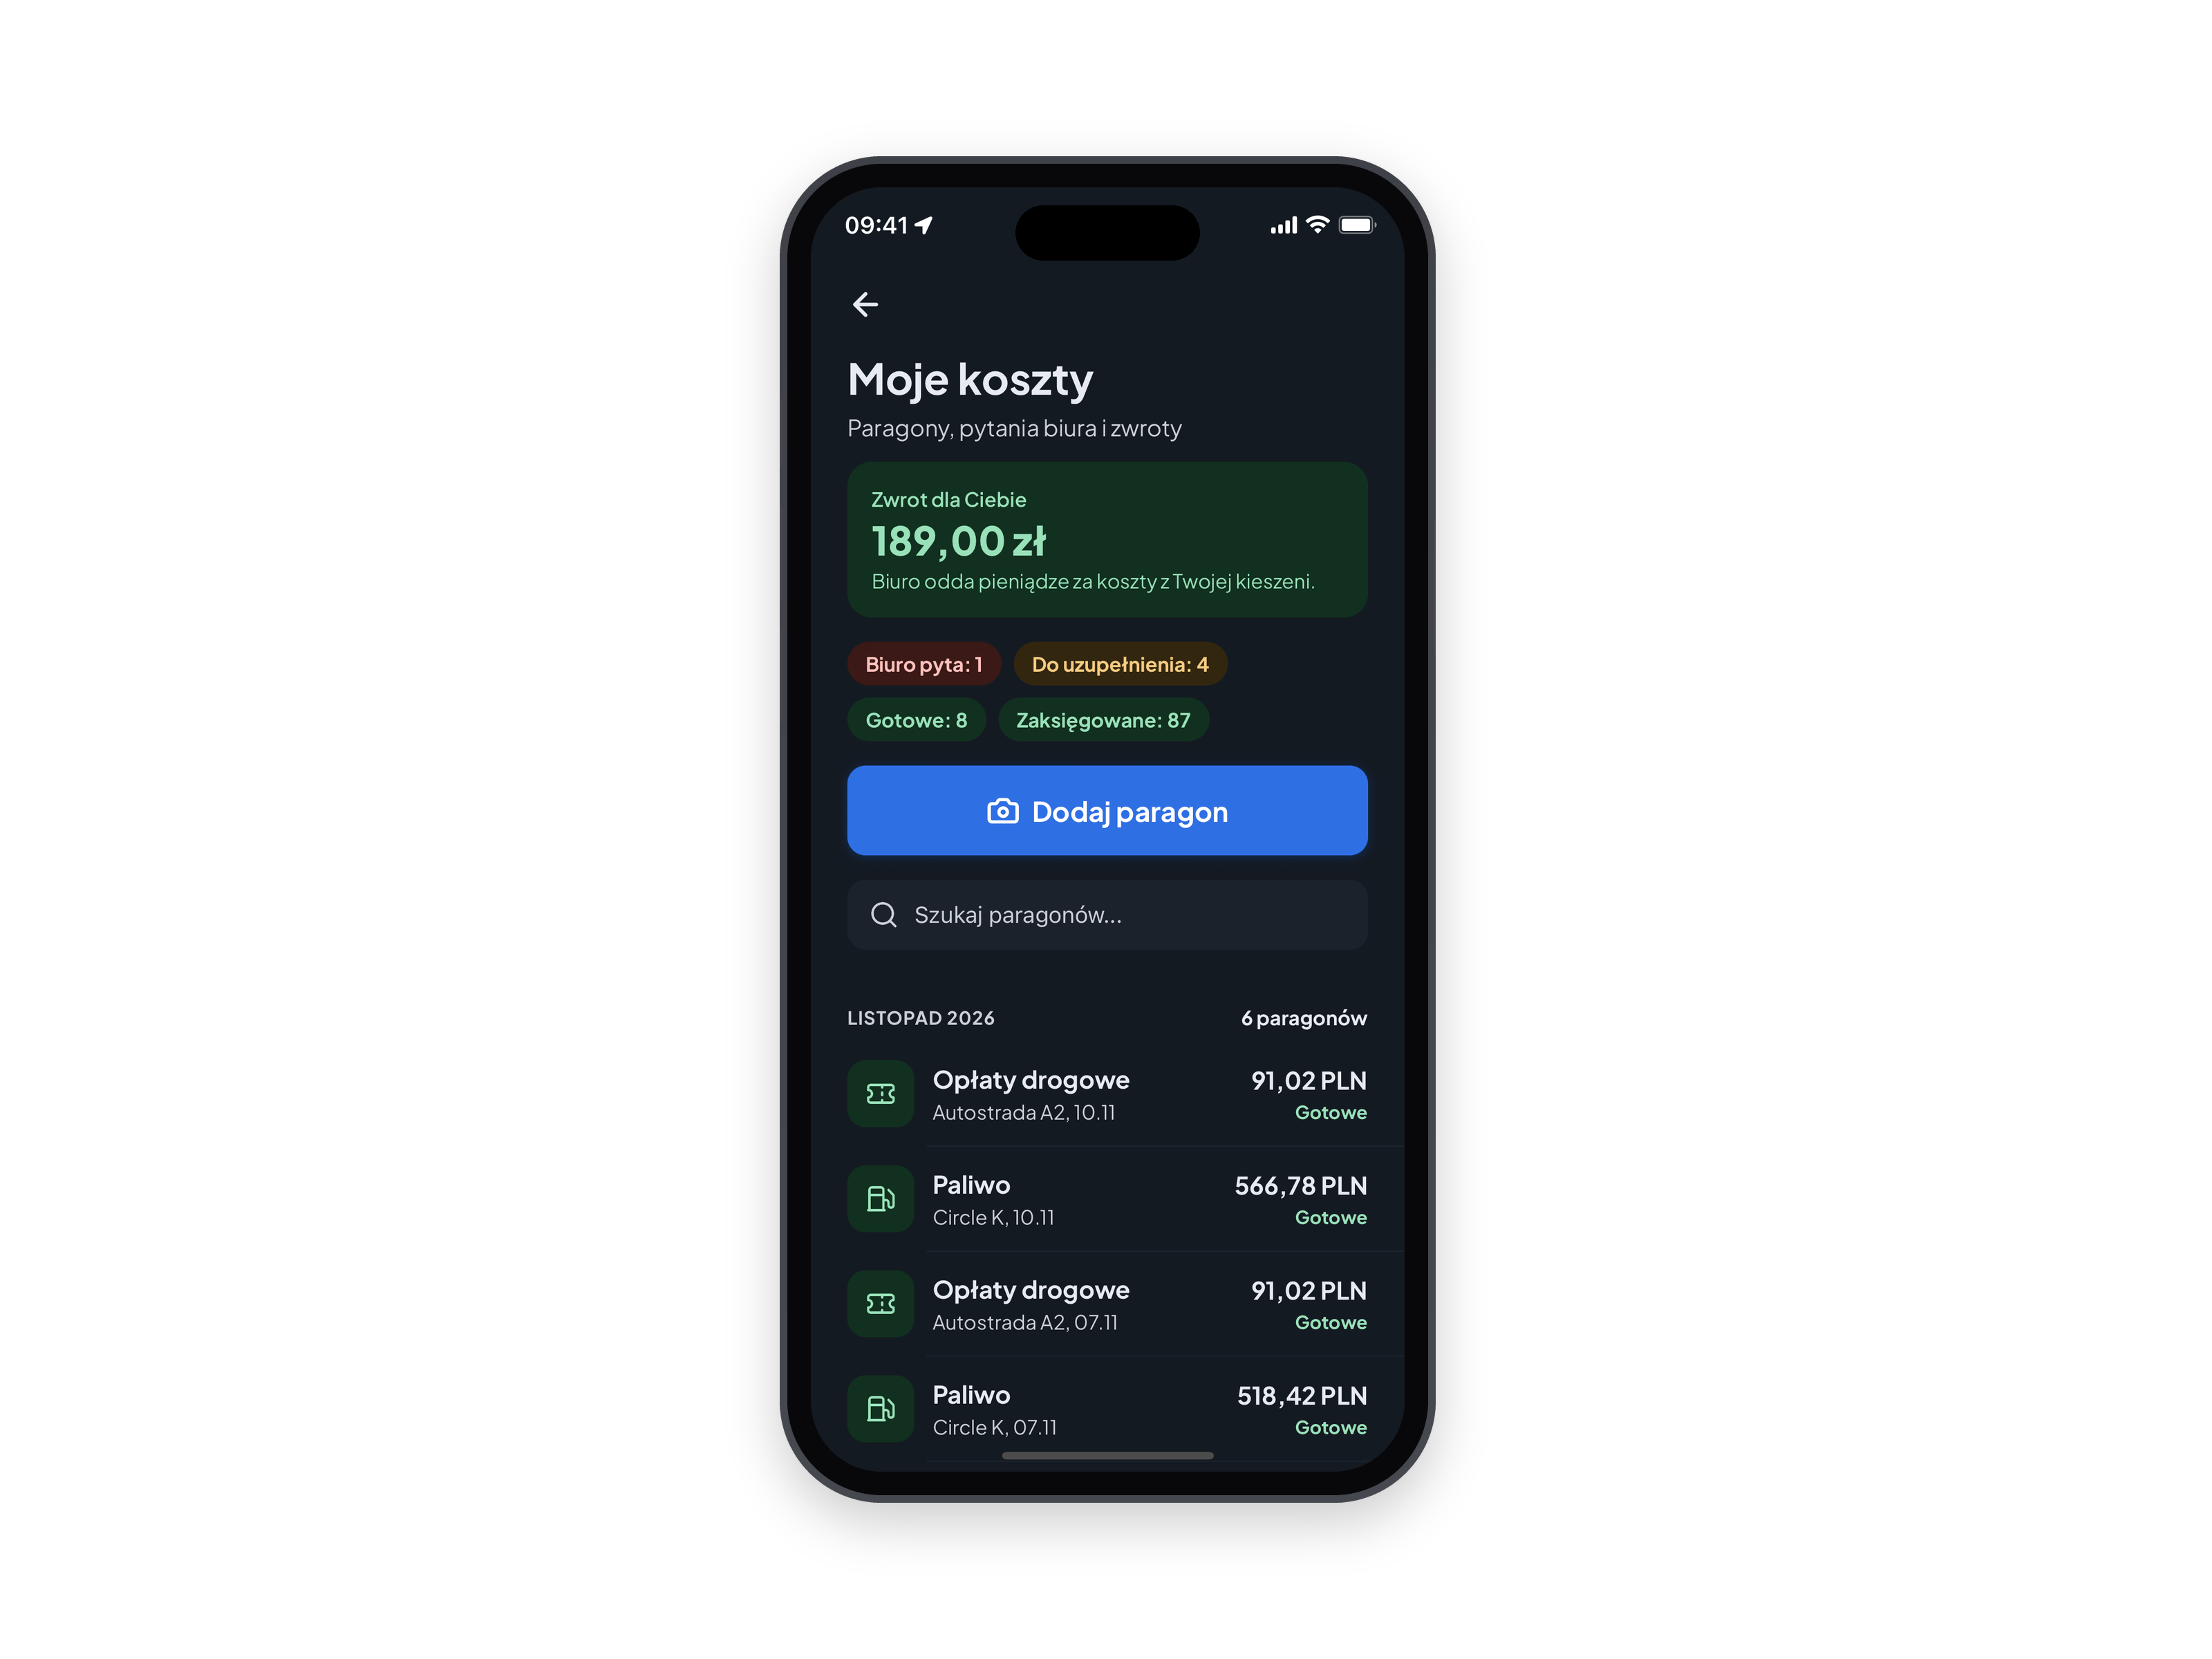 09:41
Moje koszty
Paragony, pytania biura i zwroty
Zwrot dla Ciebie
189,00 zł
Biuro odda pieniądze za koszty z Twojej kieszeni.
Biuro pyta: 1 Do uzupełnienia: 4
Gotowe: 8 Zaksięgowane: 87
Dodaj paragon
Szukaj paragonów...
LISTOPAD 2026 6 paragonów
Opłaty drogowe 91,02 PLN
Autostrada A2, 10.11 Gotowe
Paliwo 566,78 PLN
Circle K, 10.11 Gotowe
Opłaty drogowe 91,02 PLN
Autostrada A2, 07.11 Gotowe
Paliwo 518,42 PLN
Circle K, 07.11 Gotowe